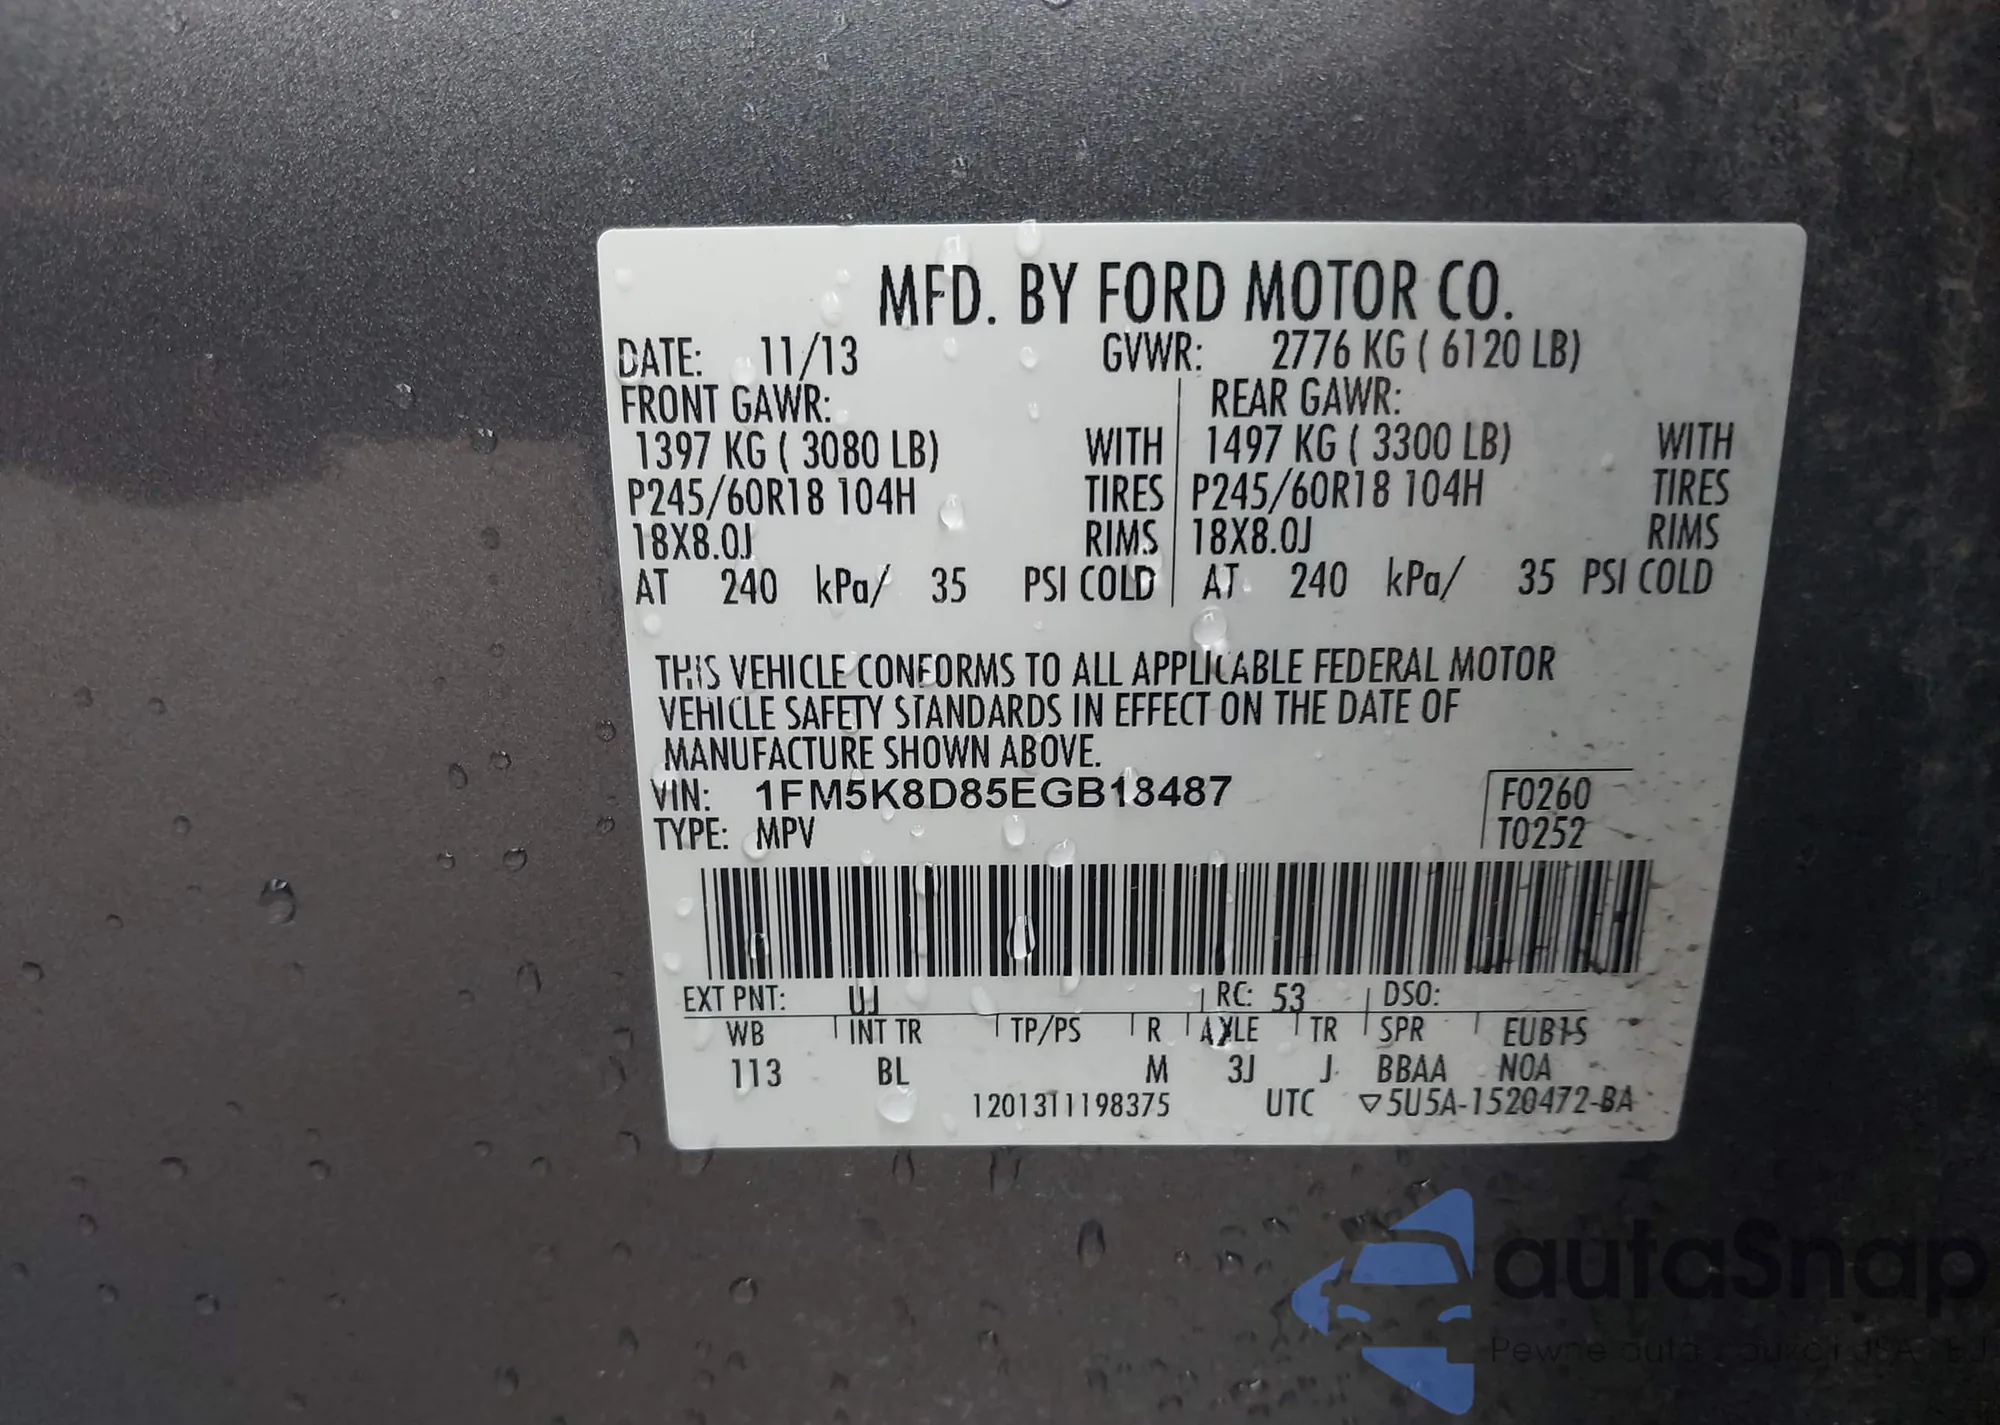 MFD. BY FORD MOTOR CO.
DATE: 11/13 GVWR: 2776 KG ( 6120 LB)
FRONT GAWR: REAR GAWR:
1397 KG ( 3080 LB) WITH 1497 KG ( 3300 LB) WITH
P245/60R18 104H TIRES P245/60R18 104H TIRES
18X8.0J RIMS 18X8.0J RIMS
AT 240 kPa/ 35 PSI COLD AT 240 kPa/ 35 PSI COLD
THIS VEHICLE CONFORMS TO ALL APPLICABLE FEDERAL MOTOR
VEHICLE SAFETY STANDARDS IN EFFECT ON THE DATE OF
MANUFACTURE SHOWN ABOVE.
VIN: 1FM5K8D85EGB18487 F0260
TYPE: MPV T0252
EXT PNT: UJ RC: 53 DSO:
WB INT TR TP/PS R AXLE TR SPR EUB1S
113 BL M 3J J BBAA NOA
1201311198375 UTC ▽5U5A-1520472-BA
autoSnap
Pewne auta